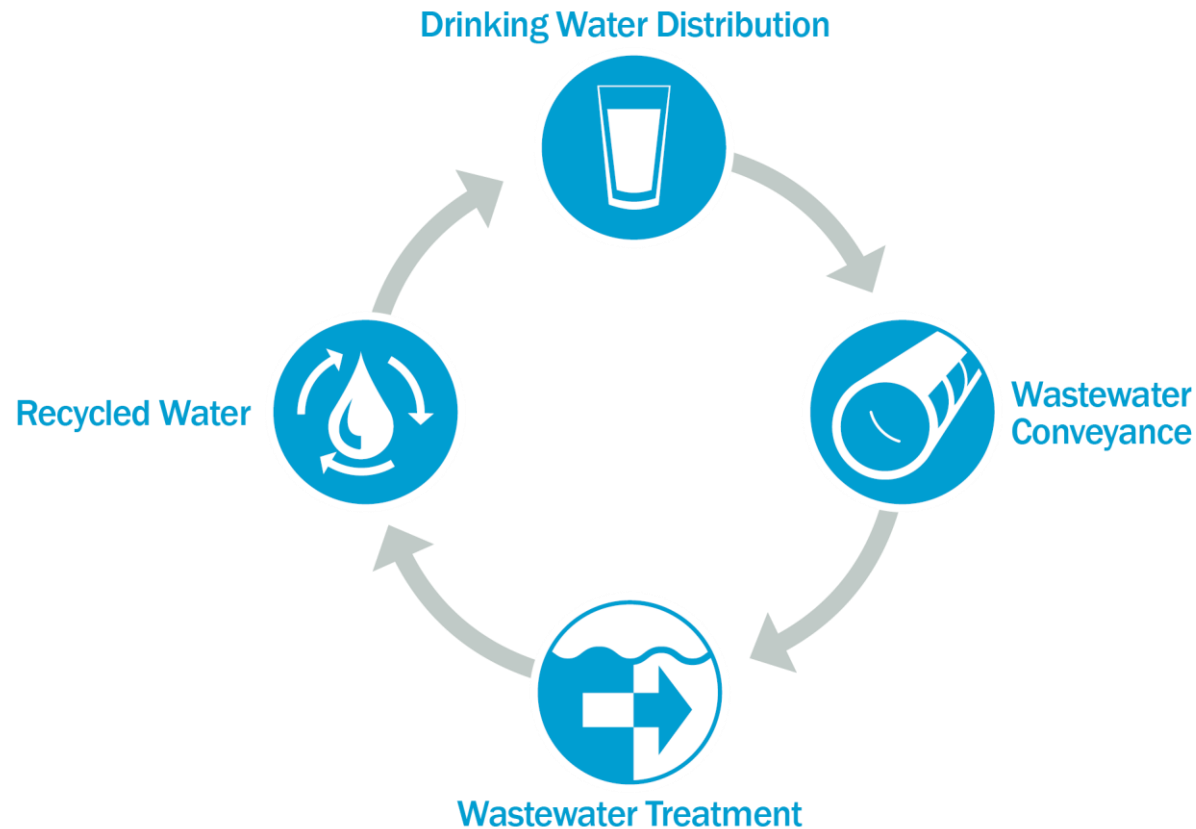 Drinking Water Distribution
Recycled Water
Wastewater
Conveyance
Wastewater Treatment